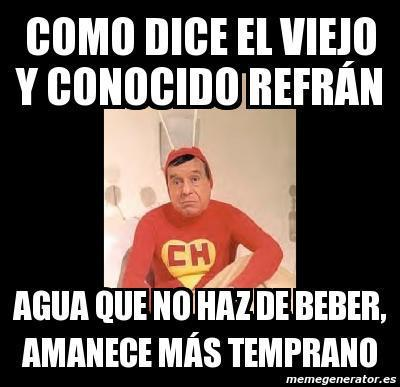 COMO DICE EL VIEJO
Y CONOCIDO REFRÁN
CH
AGUA QUE NO HAZ DE BEBER,
AMANECE MÁS TEMPRANO
memegenerator.es